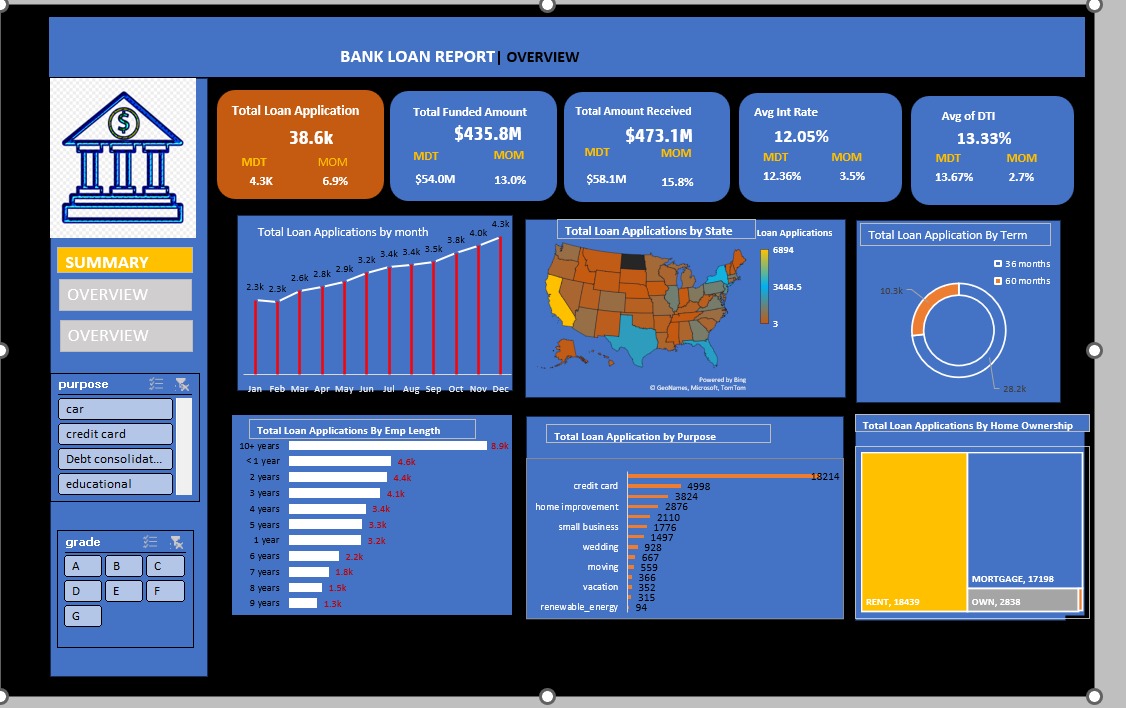 BANK LOAN REPORT| OVERVIEW
$
SUMMARY
OVERVIEW
OVERVIEW
purpose
car
credit card
Debt consolidat...
educational
grade
A B C
D E F
G
Total Loan Application
38.6k
MDT MOM
4.3K 6.9%
Total Funded Amount
$435.8M
MDT MOM
$54.0M 13.0%
Total Amount Received
$473.1M
MDT MOM
$58.1M 15.8%
Avg Int Rate
12.05%
MDT MOM
12.36% 3.5%
Avg of DTI
13.33%
MDT MOM
13.67% 2.7%
Total Loan Applications by month
2.3k 2.3k 2.6k 2.8k 2.9k 3.2k 3.4k 3.4k 3.5k 3.8k 4.0k 4.3k
Jan Feb Mar Apr May Jun Jul Aug Sep Oct Nov Dec
Total Loan Applications by State
Loan Applications
6894
3448.5
3
Powered by Bing
© GeoNames, Microsoft, TomTom
Total Loan Application By Term
36 months
60 months
10.3k
28.2k
Total Loan Applications By Emp Length
10+ years 8.9k
< 1 year 4.6k
2 years 4.4k
3 years 4.1k
4 years 3.4k
5 years 3.3k
1 year 3.2k
6 years 2.2k
7 years 1.8k
8 years 1.5k
9 years 1.3k
Total Loan Application by Purpose
18214
credit card 4998
3824
home improvement 2876
2110
small business 1776
1497
wedding 928
667
moving 559
366
vacation 352
315
renewable_energy 94
Total Loan Applications By Home Ownership
RENT, 18439
MORTGAGE, 17198
OWN, 2838